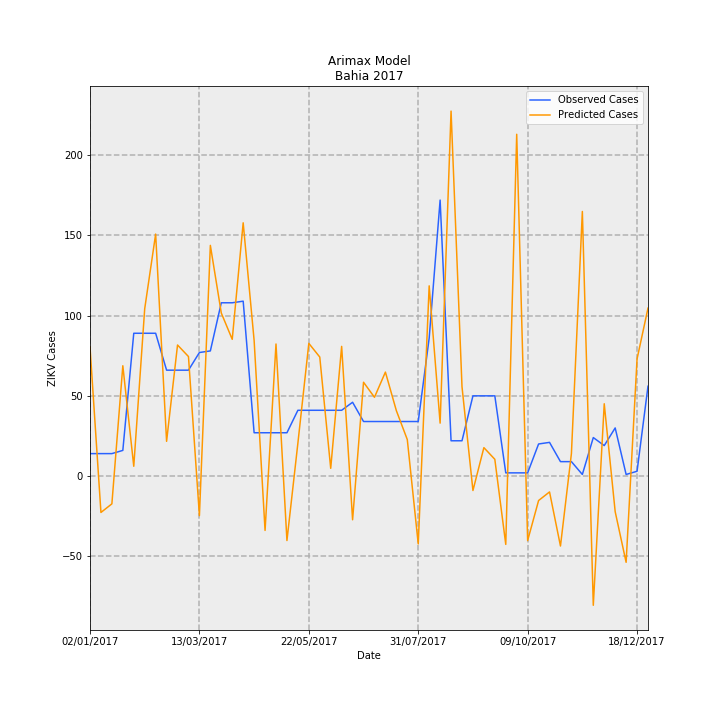 Arimax Model
Bahia 2017
Observed Cases
Predicted Cases
200
150
100
50
0
−50
ZIKV Cases
02/01/2017 13/03/2017 22/05/2017 31/07/2017 09/10/2017 18/12/2017
Date